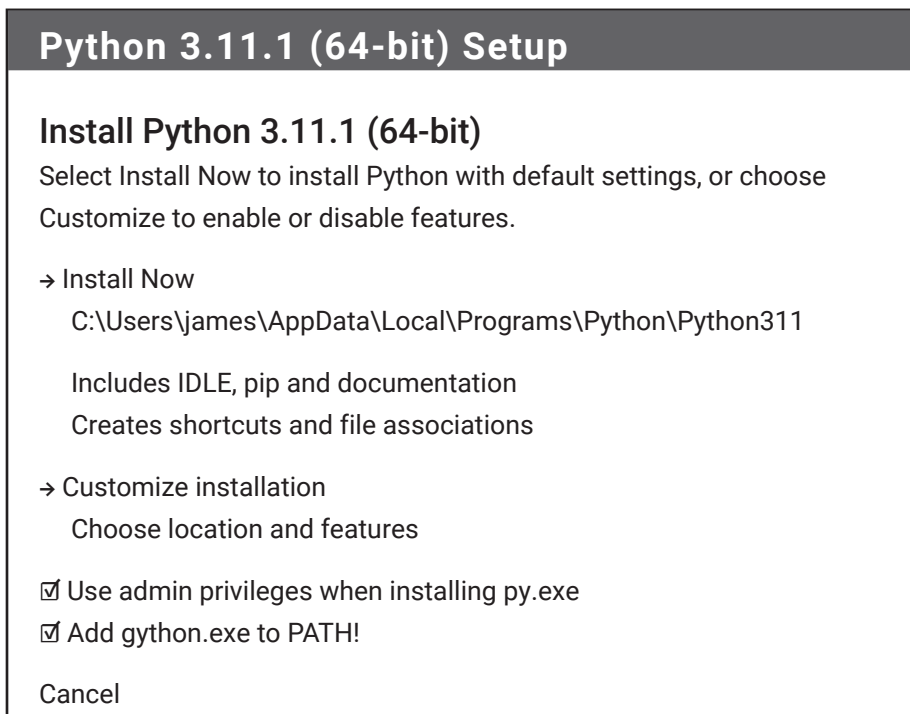 Python 3.11.1 (64-bit) Setup
Install Python 3.11.1 (64-bit)
Select Install Now to install Python with default settings, or choose
Customize to enable or disable features.
→ Install Now
C:\Users\james\AppData\Local\Programs\Python\Python311
Includes IDLE, pip and documentation
Creates shortcuts and file associations
→ Customize installation
Choose location and features
☑ Use admin privileges when installing py.exe
☑ Add gython.exe to PATH!
Cancel